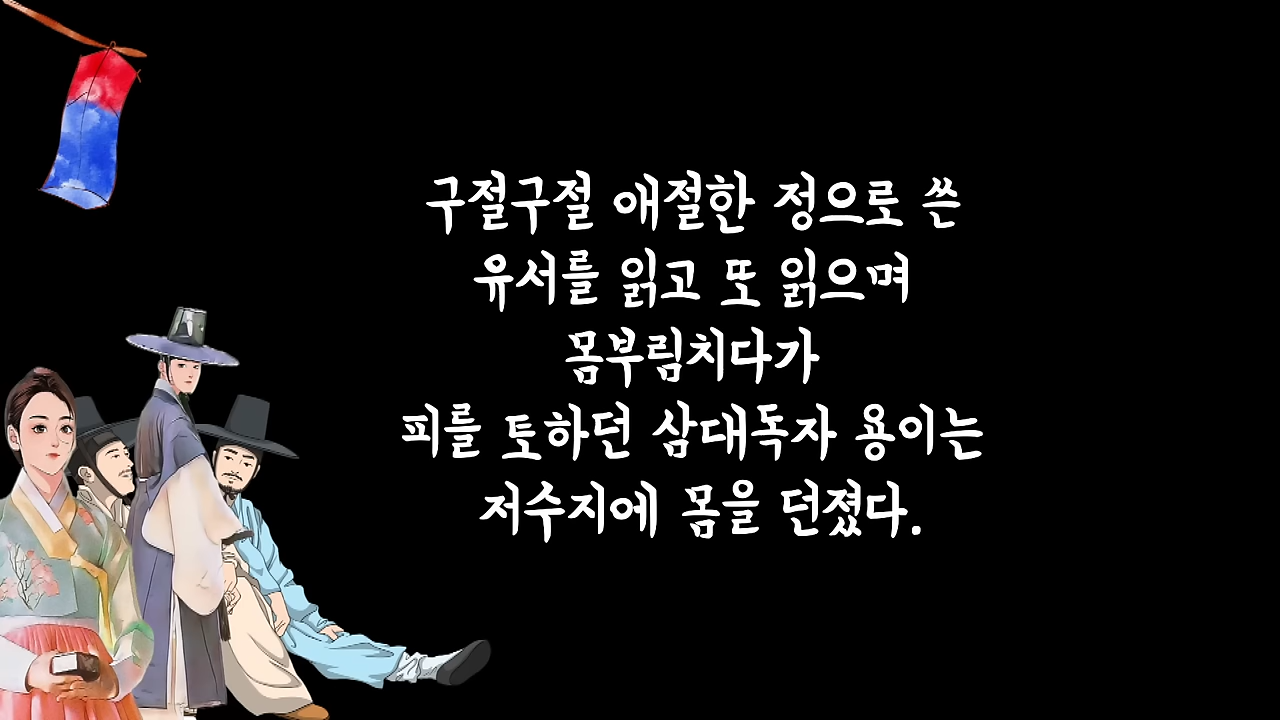 구절구절 애절한 정으로 쓴
유서를 읽고 또 읽으며
몸부림치다가
피를 토하던 삼대독자 용이는
저수지에 몸을 던졌다.